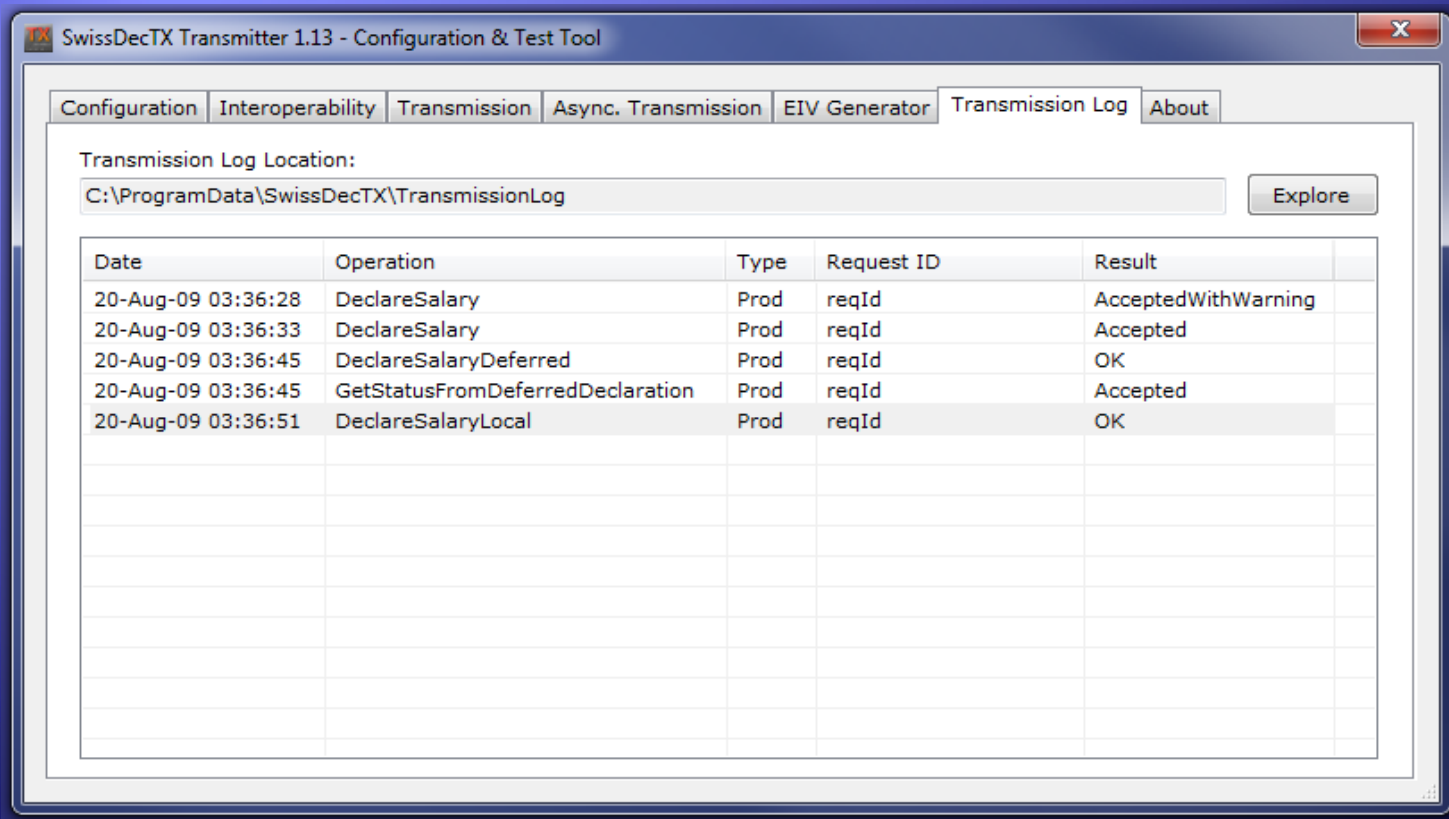 TX SwissDecTX Transmitter 1.13 - Configuration & Test Tool
Configuration Interoperability Transmission Async. Transmission EIV Generator Transmission Log About
Transmission Log Location:
C:\ProgramData\SwissDecTX\TransmissionLog Explore
Date Operation Type Request ID Result
20-Aug-09 03:36:28 DeclareSalary Prod reqId AcceptedWithWarning
20-Aug-09 03:36:33 DeclareSalary Prod reqId Accepted
20-Aug-09 03:36:45 DeclareSalaryDeferred Prod reqId OK
20-Aug-09 03:36:45 GetStatusFromDeferredDeclaration Prod reqId Accepted
20-Aug-09 03:36:51 DeclareSalaryLocal Prod reqId OK